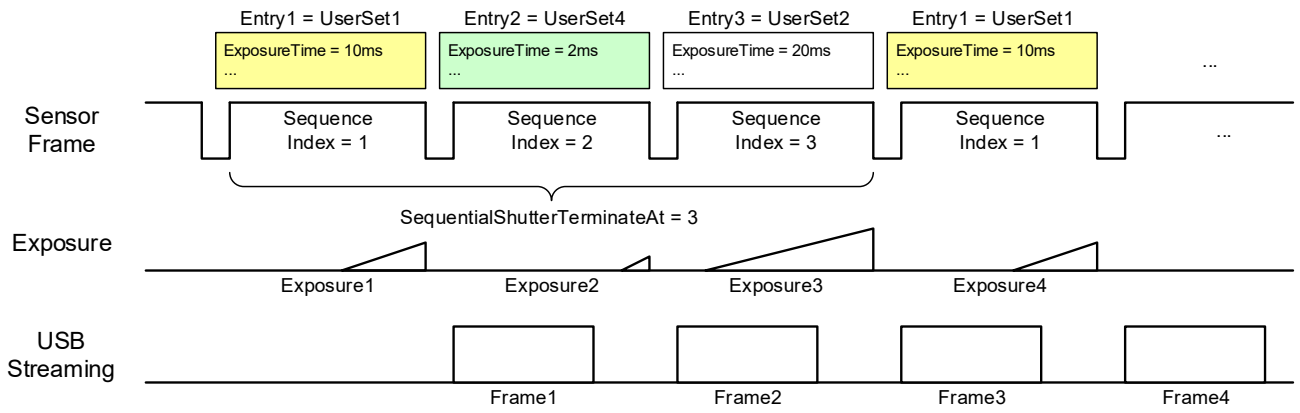 Entry1 = UserSet1 Entry2 = UserSet4 Entry3 = UserSet2 Entry1 = UserSet1
ExposureTime = 10ms ExposureTime = 2ms ExposureTime = 20ms ExposureTime = 10ms
... ... ... ... ...
Sensor
Frame
Sequence
Index = 1
Sequence
Index = 2
Sequence
Index = 3
Sequence
Index = 1
...
SequentialShutterTerminateAt = 3
Exposure
Exposure1 Exposure2 Exposure3 Exposure4
USB
Streaming
Frame1 Frame2 Frame3 Frame4